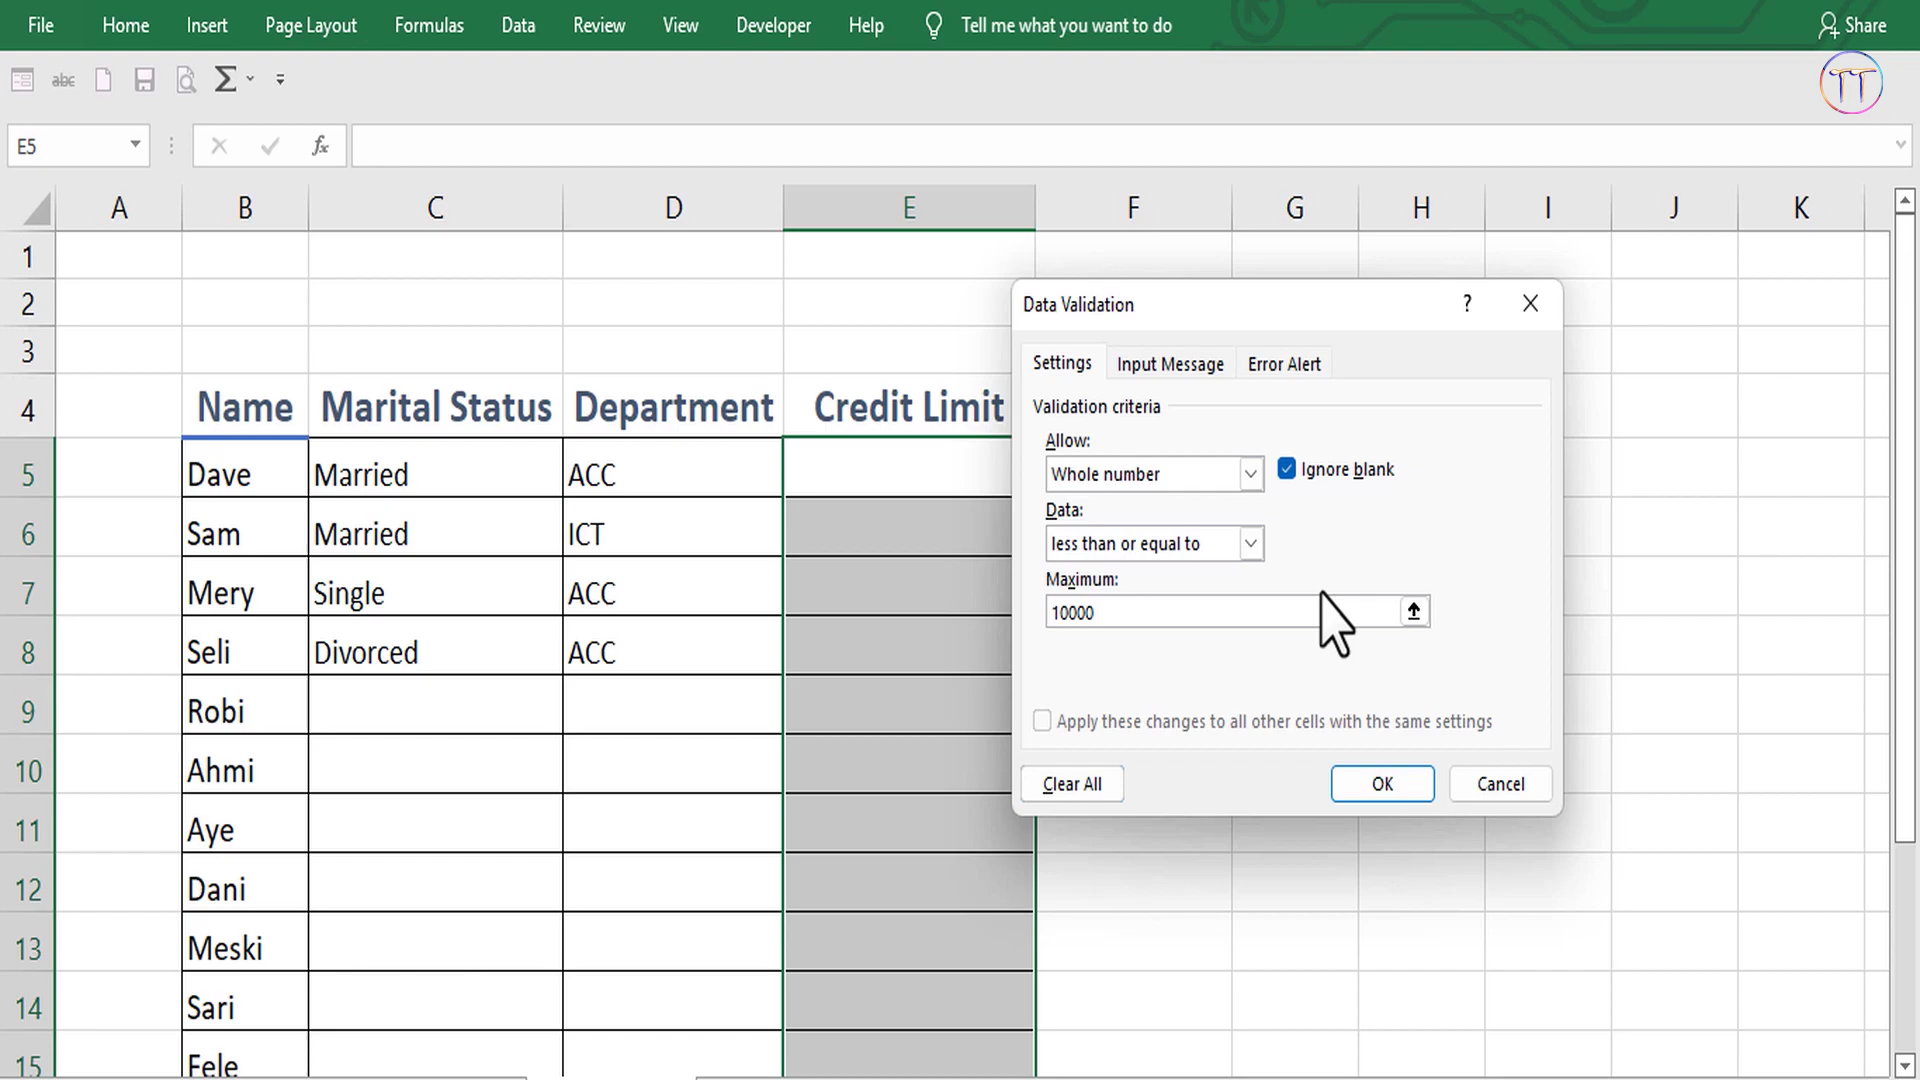 File Home Insert Page Layout Formulas Data Review View Developer Help Tell me what you want to do Share
abc Σ
TT
E5 fx
A B C D E F G H I J K
1
2
3
4 Name Marital Status Department Credit Limit
5 Dave Married ACC
6 Sam Married ICT
7 Mery Single ACC
8 Seli Divorced ACC
9 Robi
10 Ahmi
11 Aye
12 Dani
13 Meski
14 Sari
15 Fele
Data Validation ?
Settings Input Message Error Alert
Validation criteria
Allow:
Whole number Ignore blank
Data:
less than or equal to
Maximum:
10000
Apply these changes to all other cells with the same settings
Clear All OK Cancel